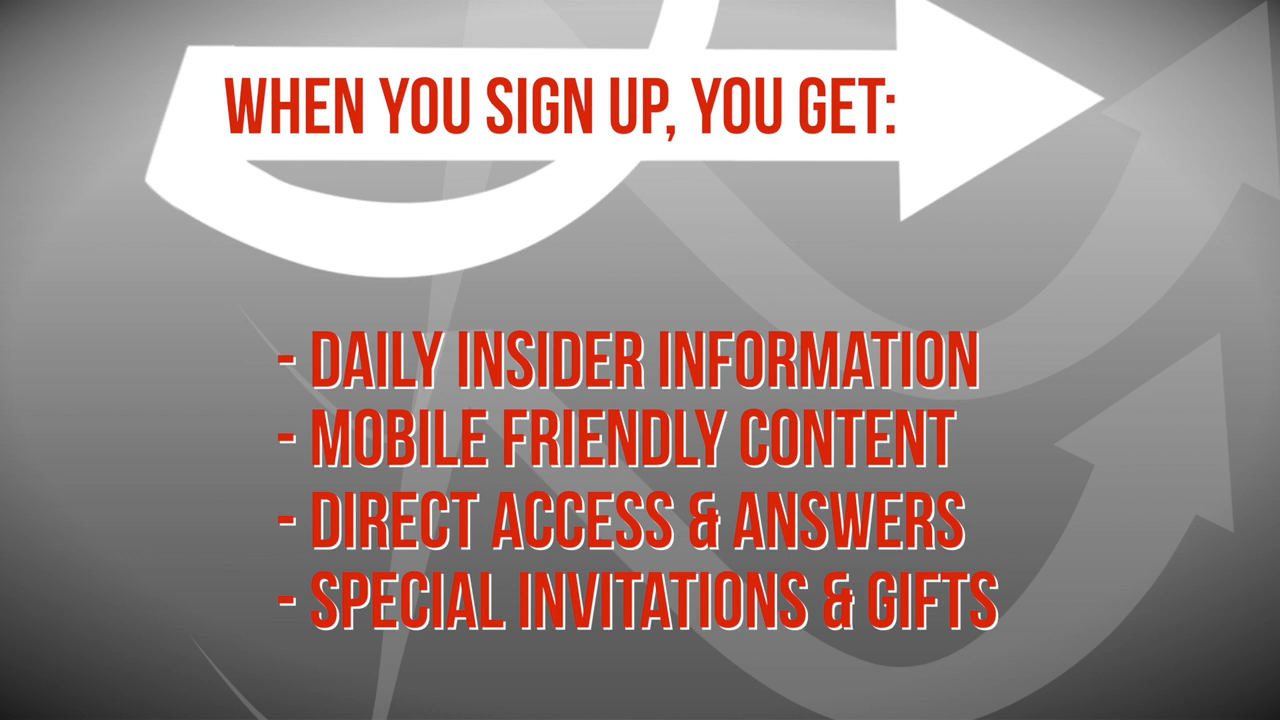 WHEN YOU SIGN UP, YOU GET:
- DAILY INSIDER INFORMATION
- MOBILE FRIENDLY CONTENT
- DIRECT ACCESS & ANSWERS
- SPECIAL INVITATIONS & GIFTS